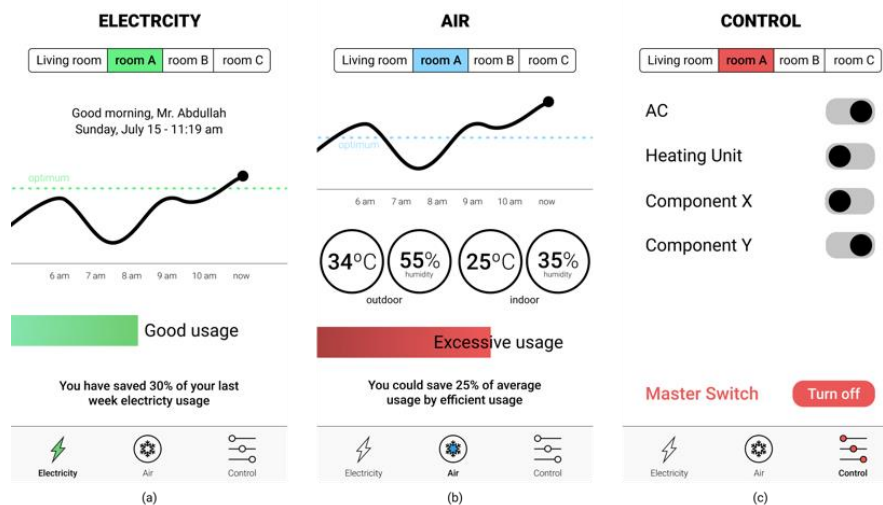 ELECTRCITY
Living room room A room B room C
Good morning, Mr. Abdullah
Sunday, July 15 - 11:19 am
optimum
6 am 7 am 8 am 9 am 10 am now
Good usage
You have saved 30% of your last
week electricty usage
Electricity Air Control
(a)
AIR
Living room room A room B room C
optimum
6 am 7 am 8 am 9 am 10 am now
34°C 55% 25°C 35%
humidity humidity
outdoor indoor
Excessive usage
You could save 25% of average
usage by efficient usage
Electricity Air Control
(b)
CONTROL
Living room room A room B room C
AC
Heating Unit
Component X
Component Y
Master Switch Turn off
Electricity Air Control
(c)